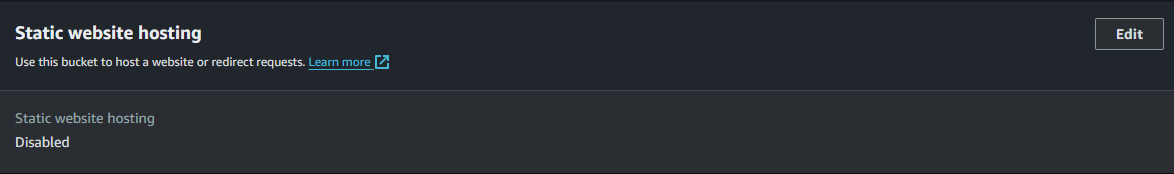 Static website hosting
Edit
Use this bucket to host a website or redirect requests. Learn more
Static website hosting
Disabled